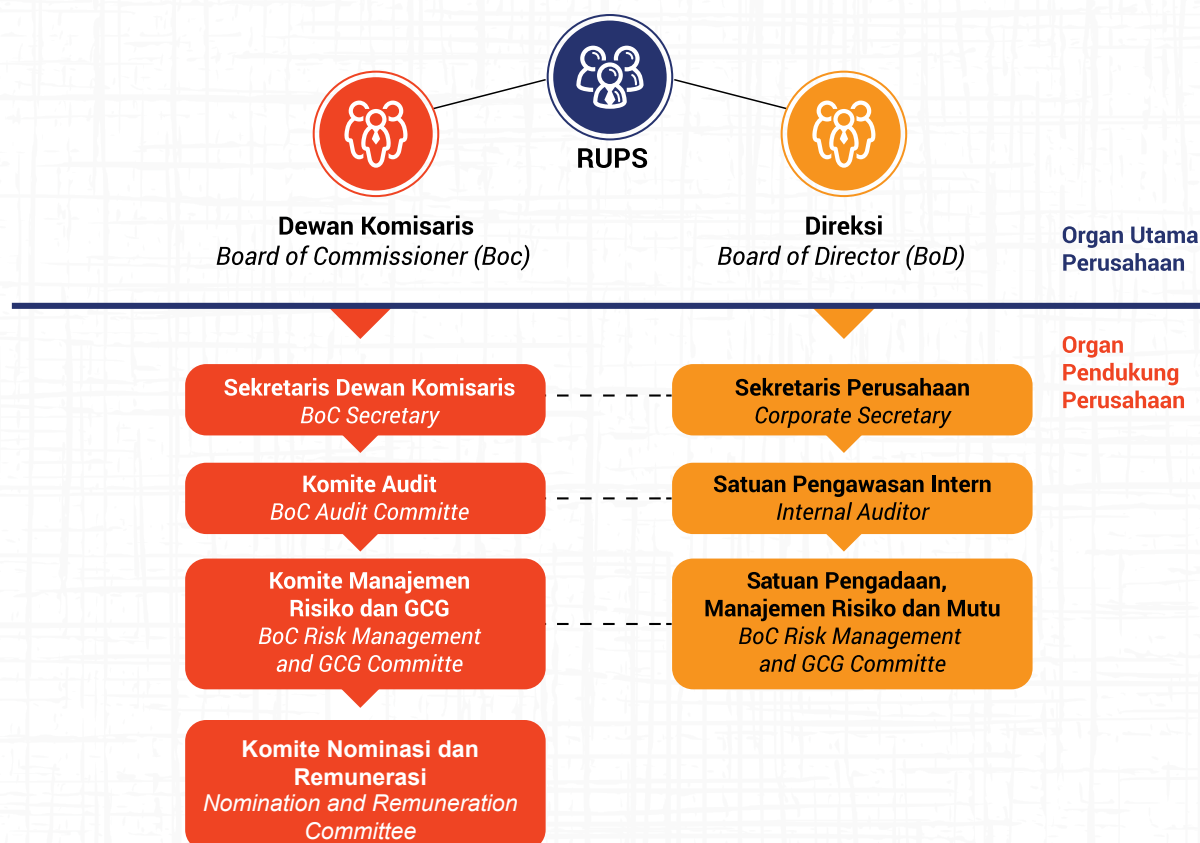 RUPS
Dewan Komisaris
Board of Commissioner (Boc)
Direksi
Board of Director (BoD)
Organ Utama
Perusahaan
Organ
Pendukung
Perusahaan
Sekretaris Dewan Komisaris
BoC Secretary
Sekretaris Perusahaan
Corporate Secretary
Komite Audit
BoC Audit Committe
Satuan Pengawasan Intern
Internal Auditor
Komite Manajemen
Risiko dan GCG
BoC Risk Management
and GCG Committe
Satuan Pengadaan,
Manajemen Risiko dan Mutu
BoC Risk Management
and GCG Committe
Komite Nominasi dan
Remunerasi
Nomination and Remuneration
Committee